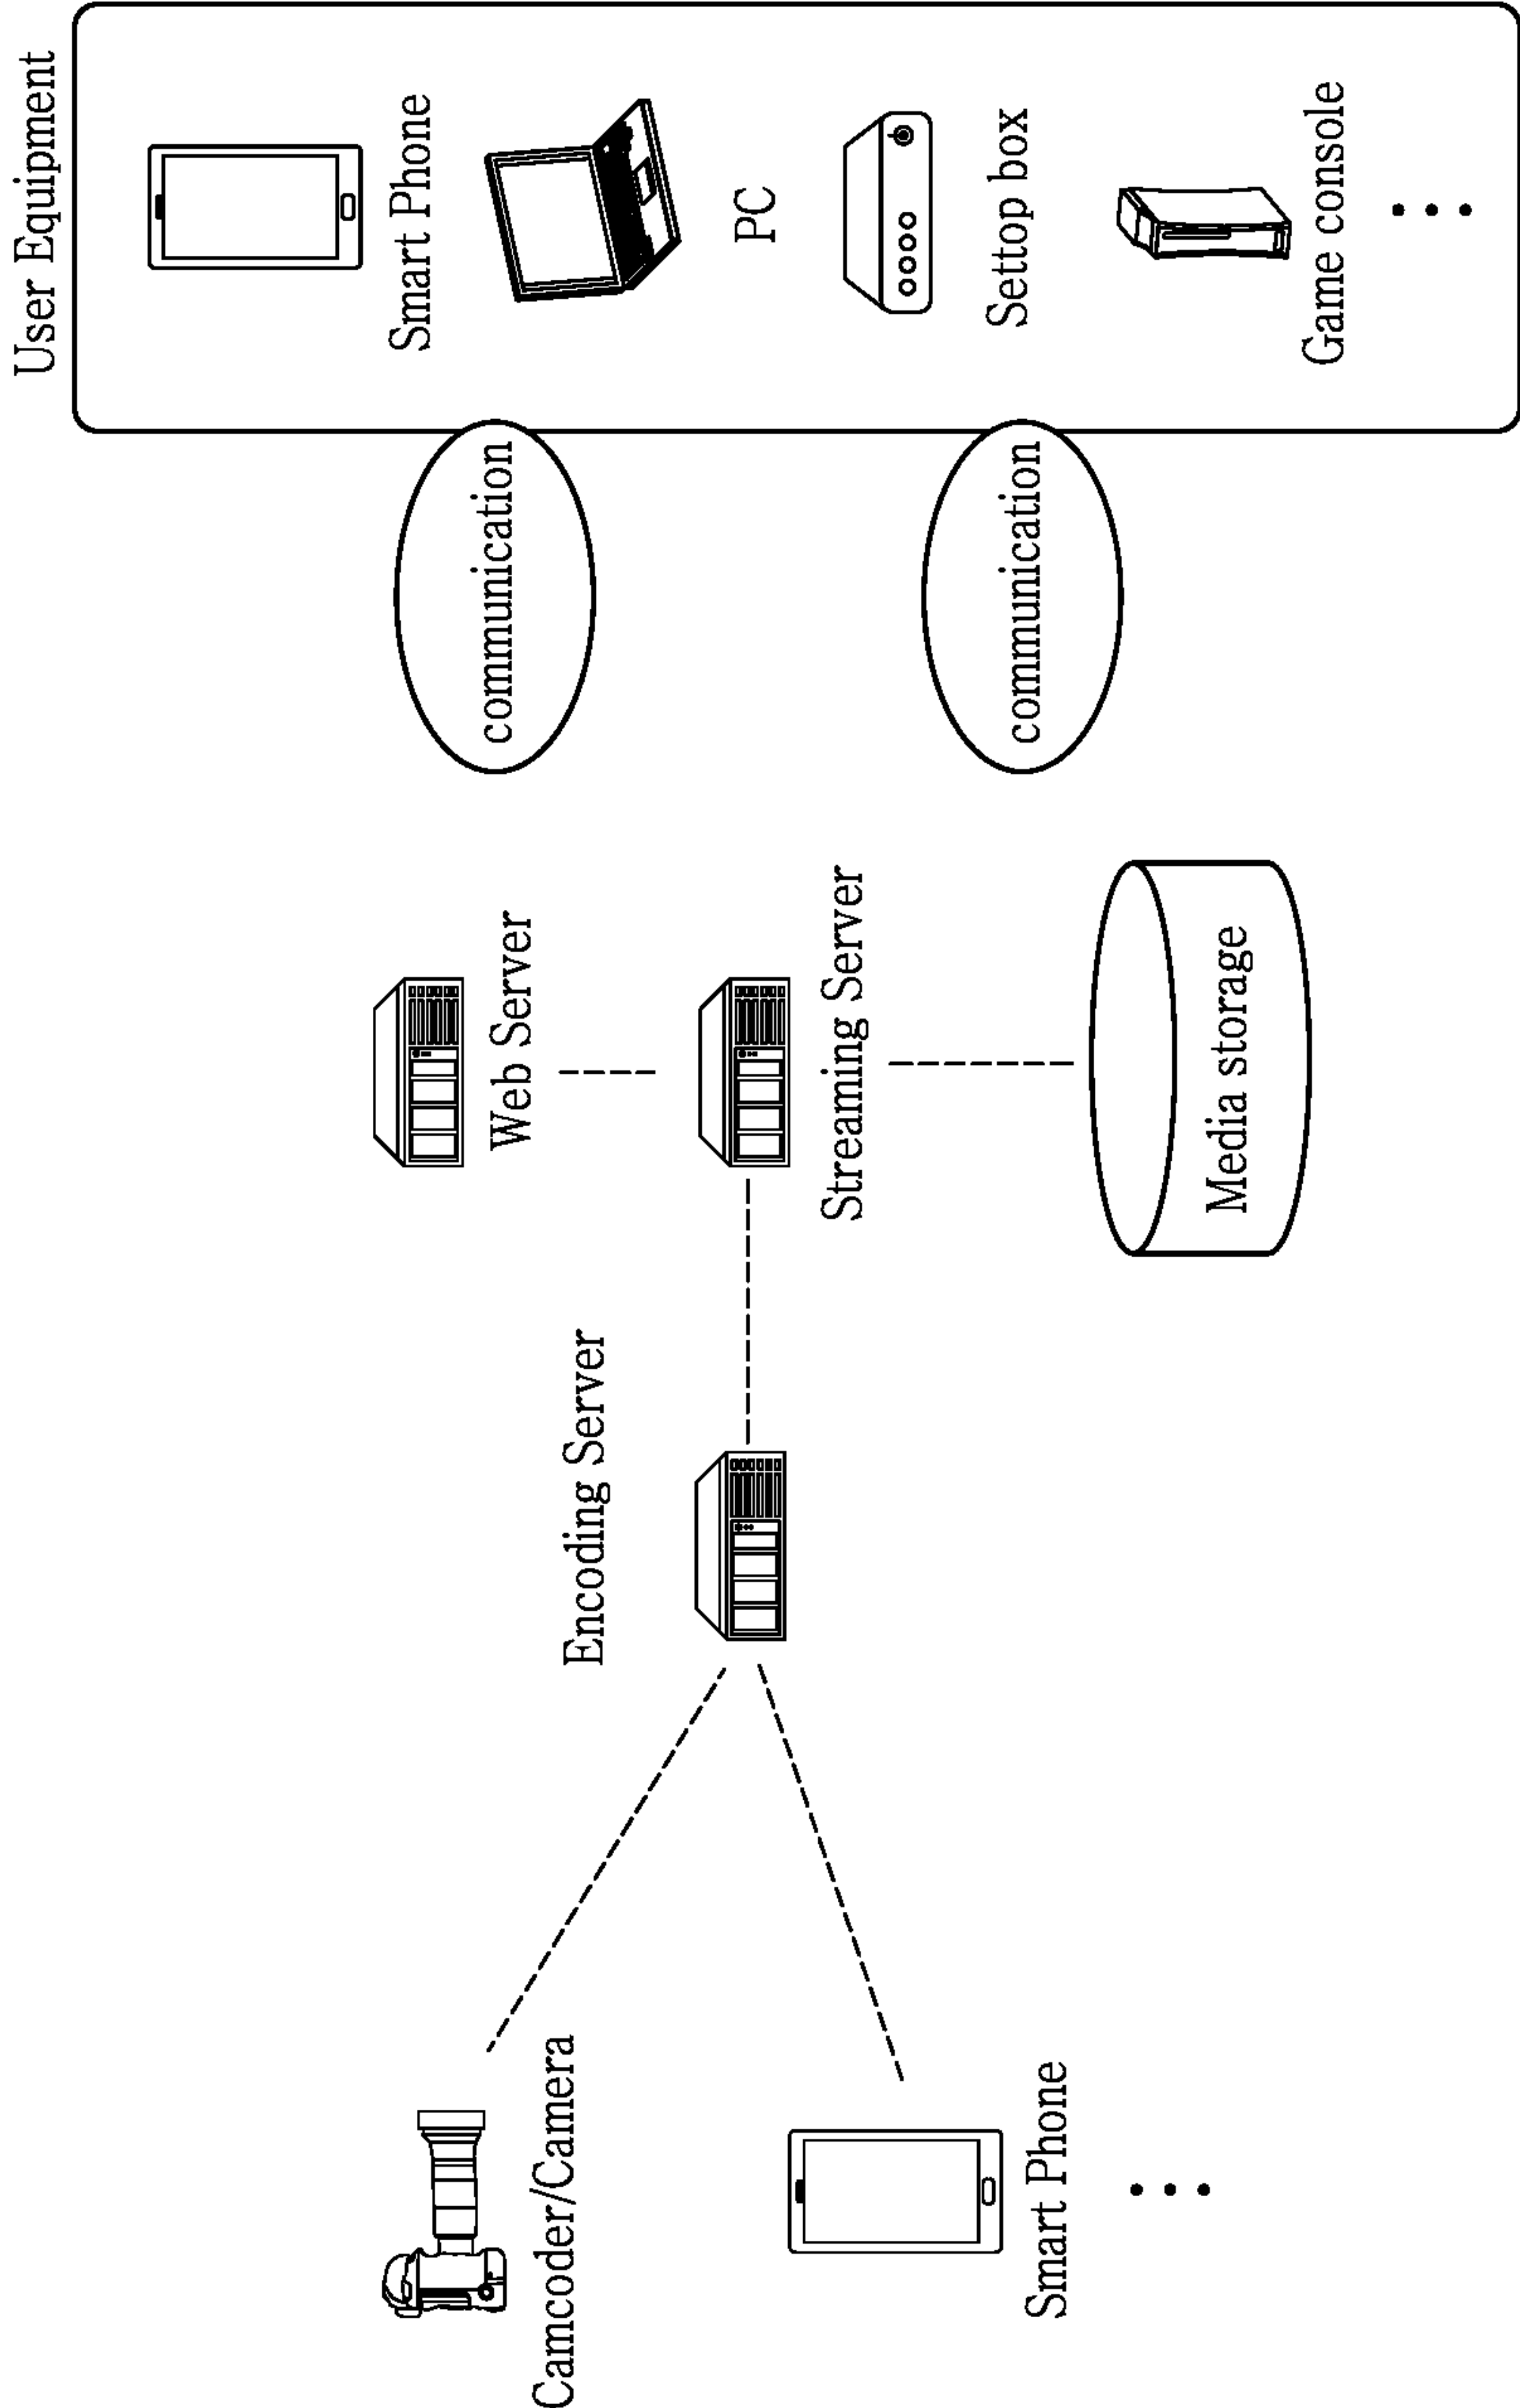 User Equipment
Smart Phone
PC
Settop box
Game console
communication
communication
Web Server
Streaming Server
Media storage
Encoding Server
Camcoder/Camera
Smart Phone